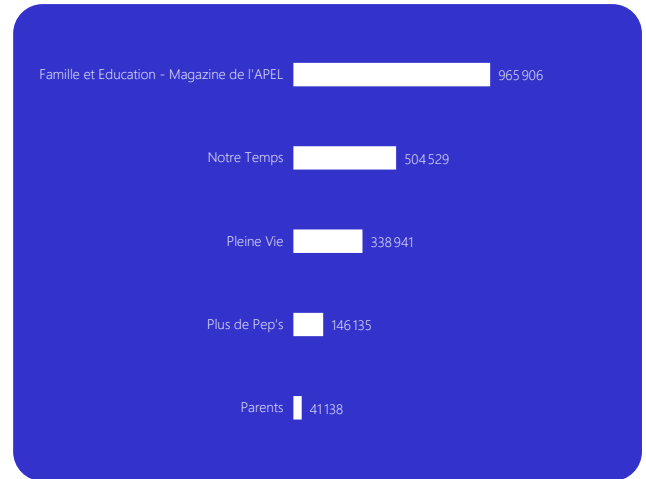 Famille et Education - Magazine de l'APEL 965 906
Notre Temps 504 529
Pleine Vie 338 941
Plus de Pep's 146 135
Parents 41 138